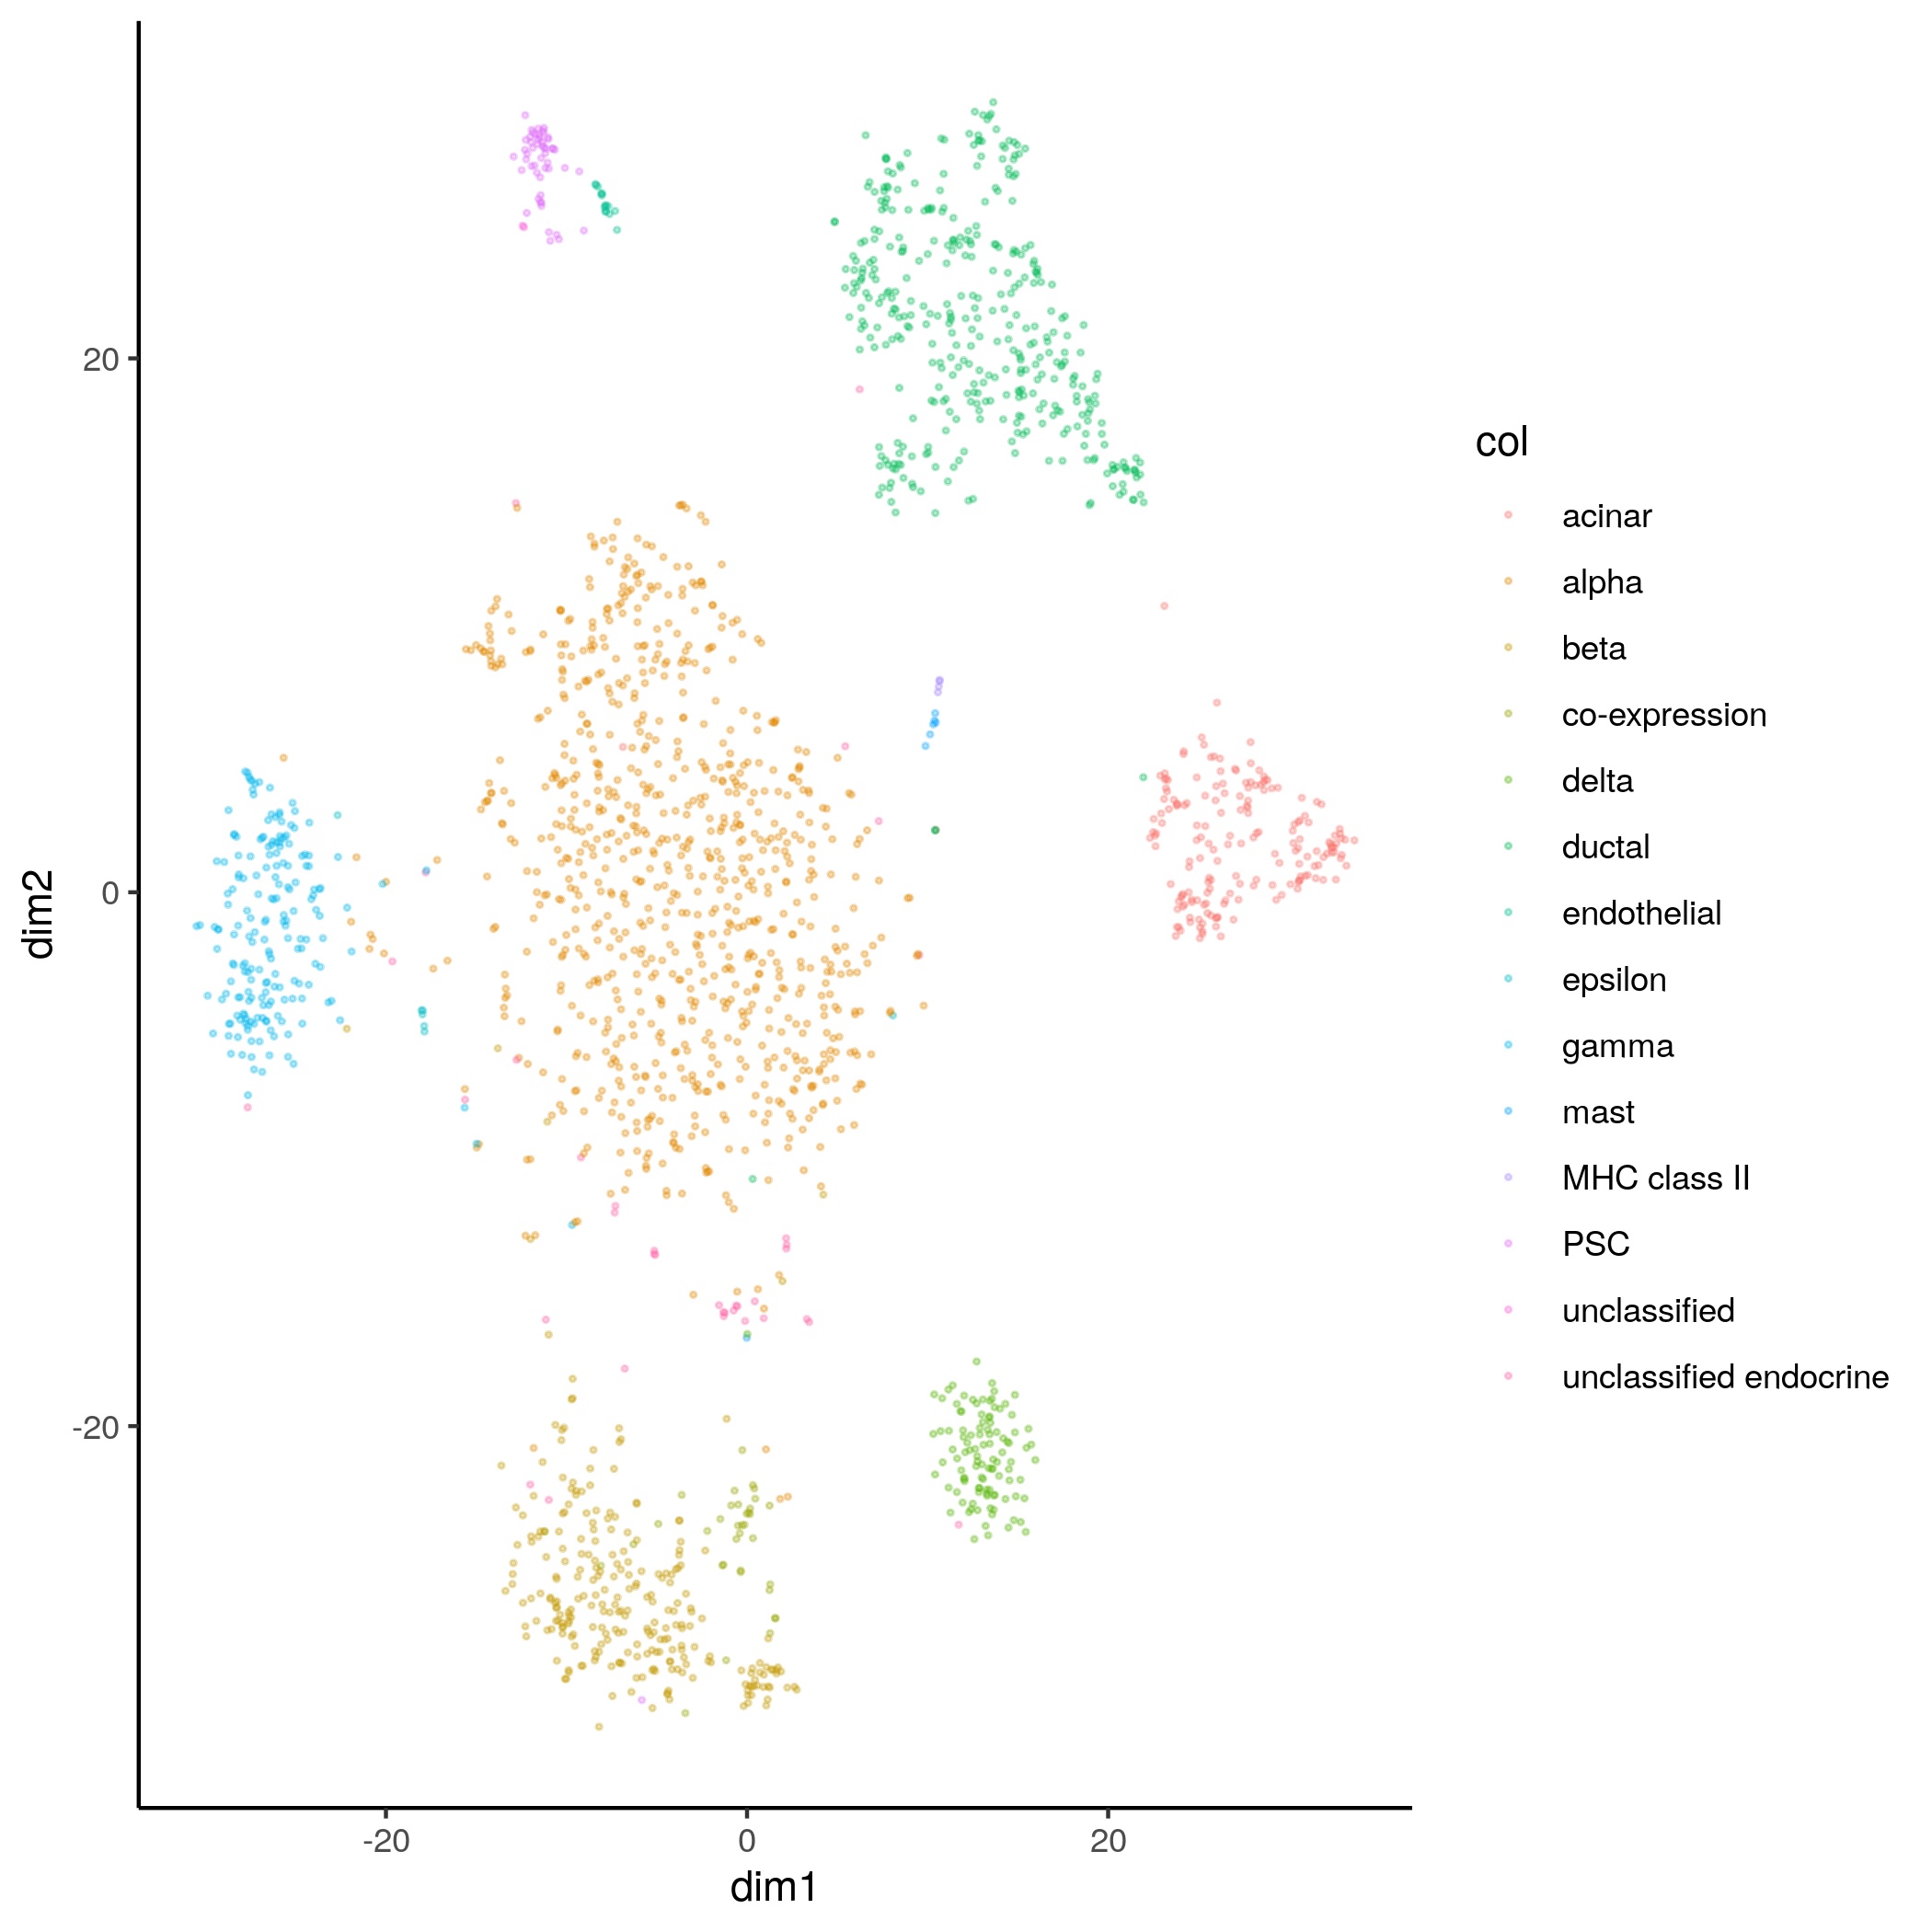 dim2
20
0
-20
-20
0
20
dim1
col
acinar
alpha
beta
co-expression
delta
ductal
endothelial
epsilon
gamma
mast
MHC class II
PSC
unclassified
unclassified endocrine